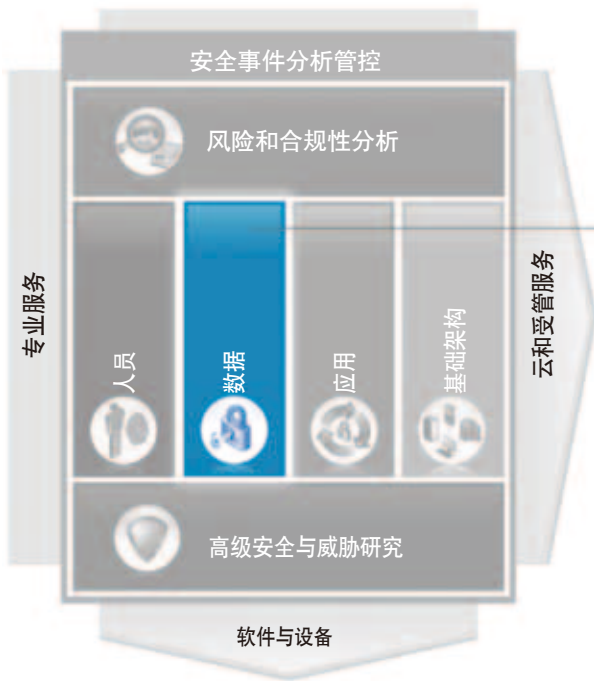 安全事件分析管控
风险和合规性分析
专业服务
人员
数据
应用
基础架构
云和受管服务
高级安全与威胁研究
软件与设备